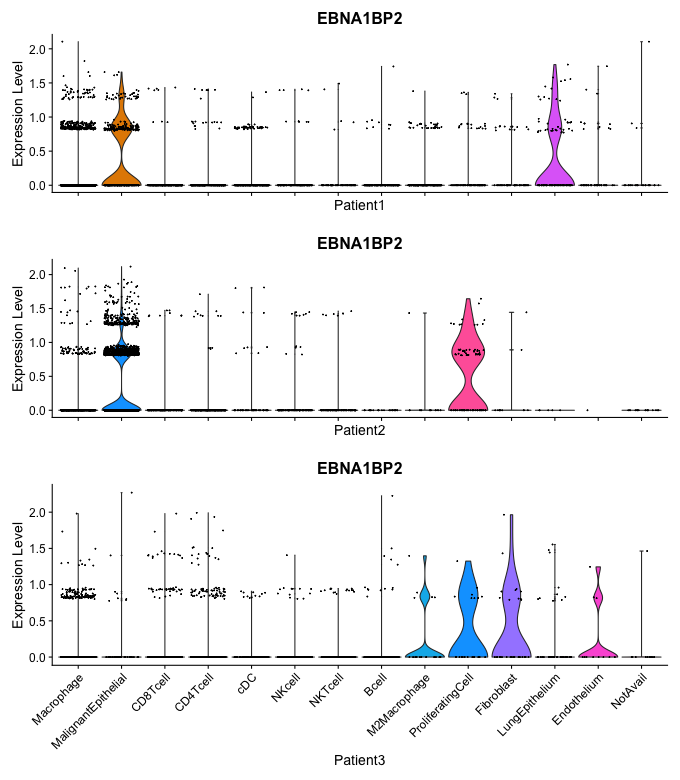 EBNA1BP2
Expression Level
2.0
1.5
1.0
0.5
0.0
Patient1
EBNA1BP2
Expression Level
2.0
1.5
1.0
0.5
0.0
Patient2
EBNA1BP2
Expression Level
2.0
1.5
1.0
0.5
0.0
Macrophage
MalignantEpithelial
CD8Tcell
CD4Tcell
cDC
NKcell
NKTcell
Bcell
M2Macrophage
ProliferatingCell
Fibroblast
LungEpithelium
Endothelium
NotAvail
Patient3